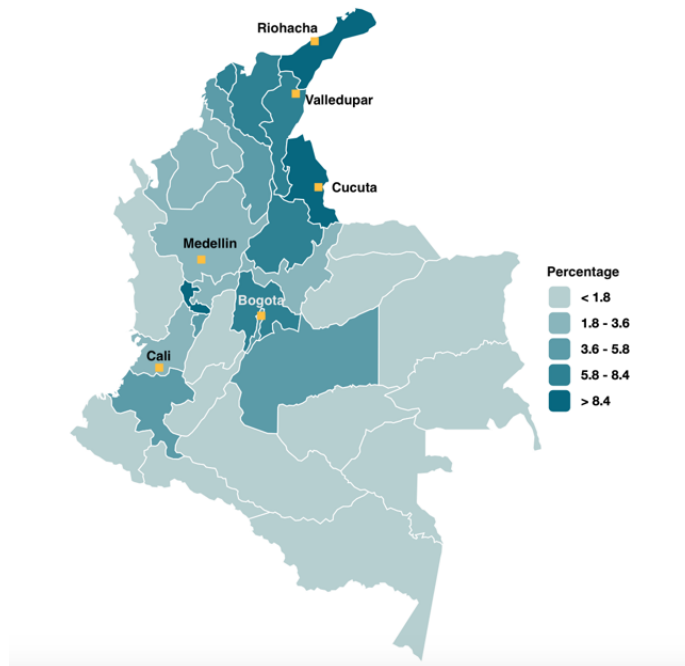 Riohacha
Valledupar
Cucuta
Medellin
Bogota
Cali
Percentage
< 1.8
1.8 - 3.6
3.6 - 5.8
5.8 - 8.4
> 8.4